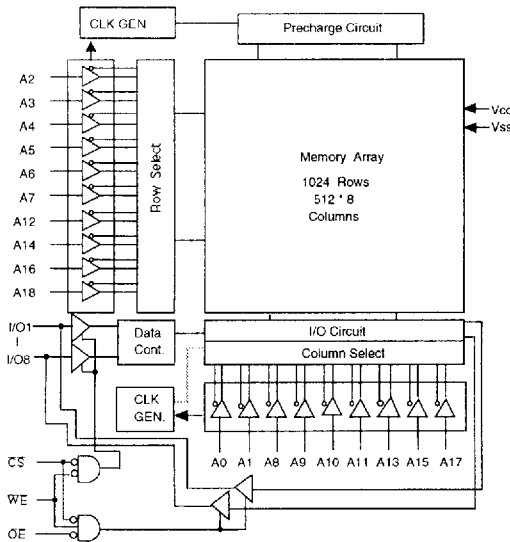 CLK GEN
Precharge Circuit
A2
A3
A4
A5
A6
A7
A12
A14
A16
A18
Row Select
Memory Array
1024 Rows
512 * 8
Columns
Vcc
Vss
I/O1
I
I/O8
Data
Cont.
I/O Circuit
Column Select
CLK
GEN.
A0 A1 A8 A9 A10 A11 A13 A15 A17
CS
WE
OE